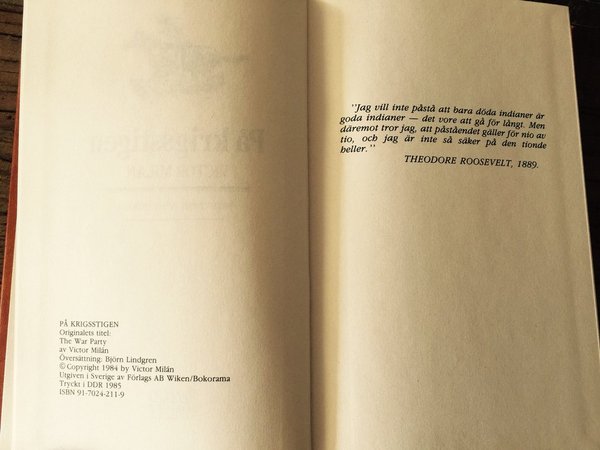 PÅ KRIGSSTIGEN
Originalets titel:
The War Party
av Victor Milán
Översättning: Björn Lindgren
© Copyright 1984 by Victor Milán
Utgiven i Sverige av Förlags AB Wiken/Bokorama
Tryckt i DDR 1985
ISBN 91-7024-211-9
"Jag vill inte påstå att bara döda indianer är
goda indianer — det vore att gå för långt. Men
däremot tror jag, att påståendet gäller för nio av
tio, och jag är inte så säker på den tionde
heller."
THEODORE ROOSEVELT, 1889.